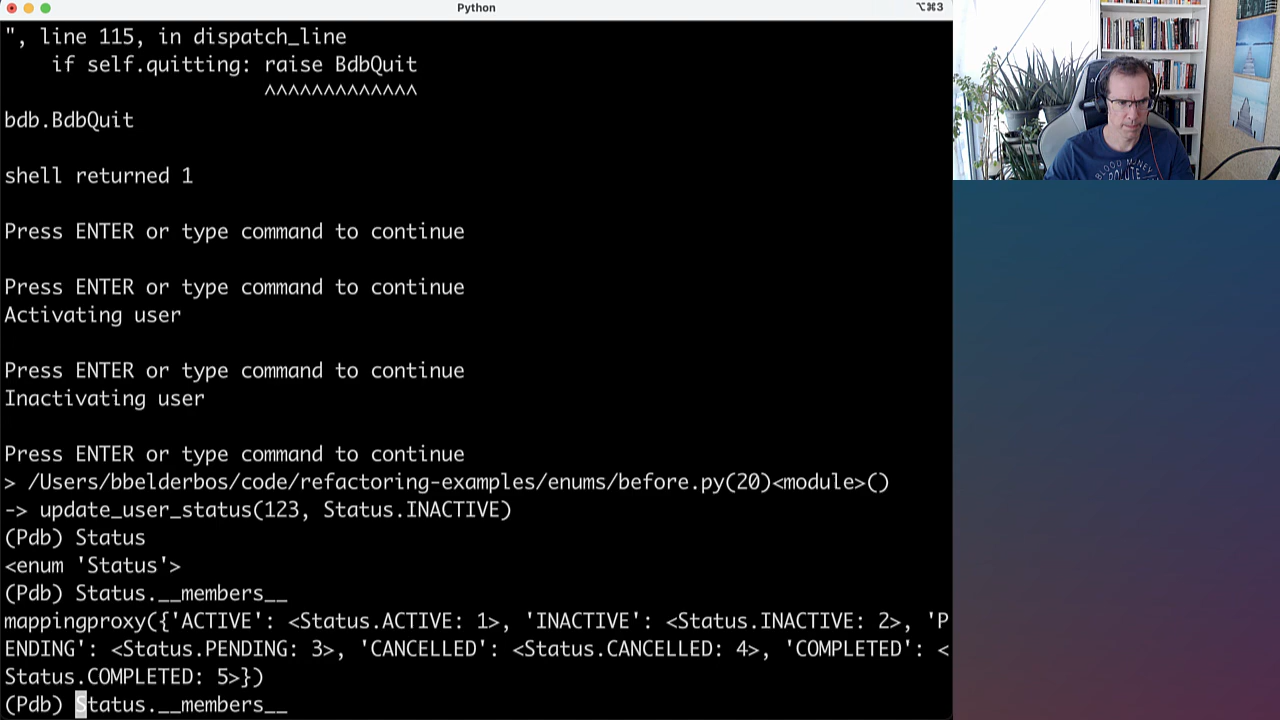 Python
⌥⌘3
", line 115, in dispatch_line
if self.quitting: raise BdbQuit
^^^^^^^^^^^^^
bdb.BdbQuit
shell returned 1
Press ENTER or type command to continue
Press ENTER or type command to continue
Activating user
Press ENTER or type command to continue
Inactivating user
Press ENTER or type command to continue
> /Users/bbelderbos/code/refactoring-examples/enums/before.py(20)<module>()
-> update_user_status(123, Status.INACTIVE)
(Pdb) Status
<enum 'Status'>
(Pdb) Status.__members__
mappingproxy({'ACTIVE': <Status.ACTIVE: 1>, 'INACTIVE': <Status.INACTIVE: 2>, 'P
ENDING': <Status.PENDING: 3>, 'CANCELLED': <Status.CANCELLED: 4>, 'COMPLETED': <
Status.COMPLETED: 5>})
(Pdb) Status.__members__
BLOOD MONEY